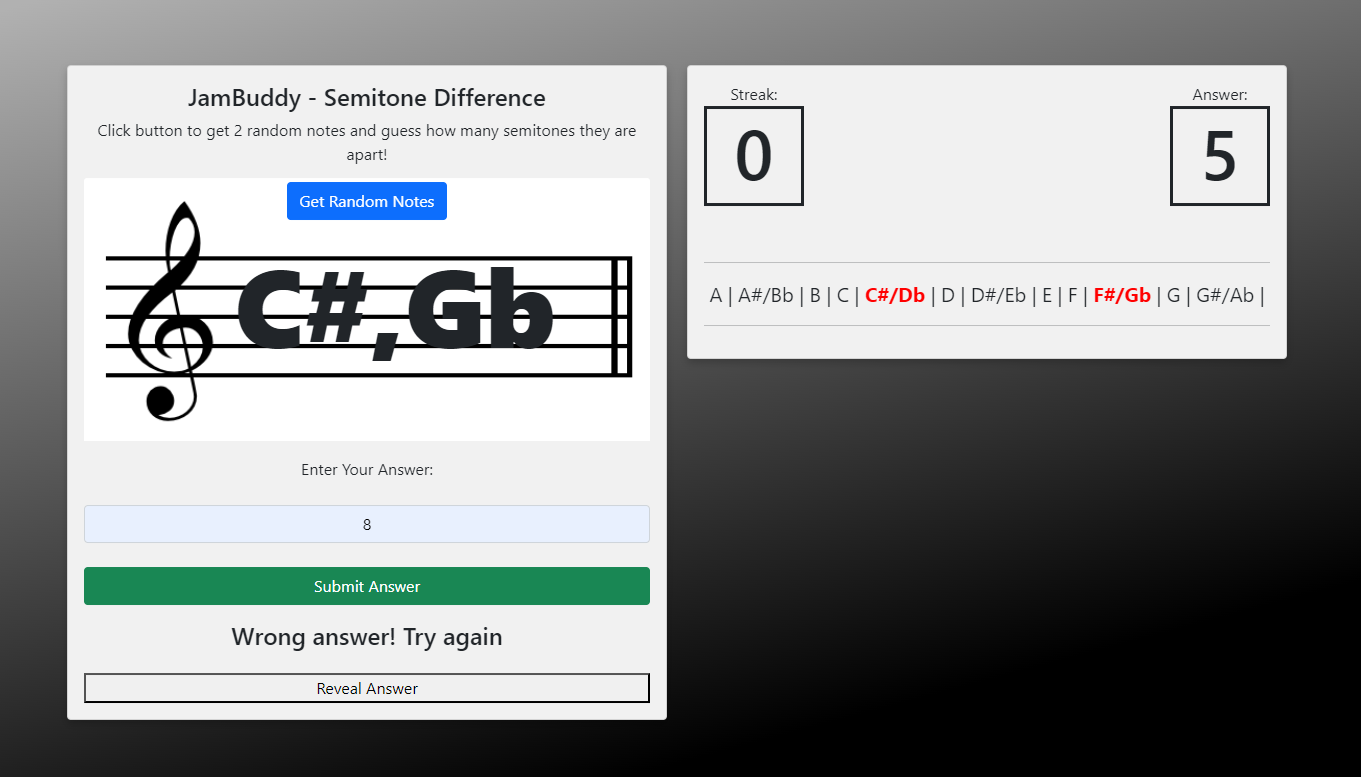 JamBuddy - Semitone Difference
Click button to get 2 random notes and guess how many semitones they are
apart!
Get Random Notes
C#,Gb
Enter Your Answer:
8
Submit Answer
Wrong answer! Try again
Reveal Answer
Streak:
0
Answer:
5
A | A#/Bb | B | C | C#/Db | D | D#/Eb | E | F | F#/Gb | G | G#/Ab |